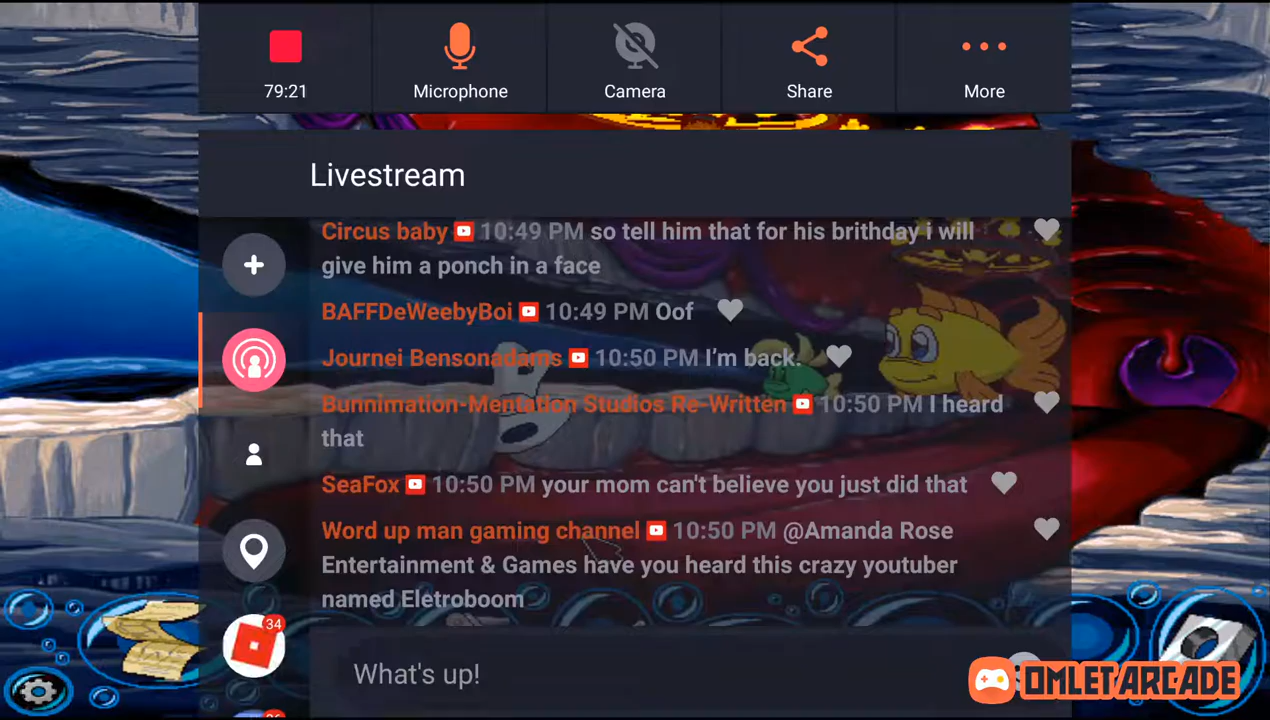 79:21
Microphone
Camera
Share
More
Livestream
Circus baby 10:49 PM so tell him that for his brithday i will
give him a ponch in a face
BAFFDeWeebyBoi 10:49 PM Oof
Journei Bensonadams 10:50 PM I’m back.
Bunnimation-Mentation Studios Re-Written 10:50 PM I heard
that
SeaFox 10:50 PM your mom can't believe you just did that
Word up man gaming channel 10:50 PM @Amanda Rose
Entertainment & Games have you heard this crazy youtuber
named Eletroboom
34
What's up!
OMLET ARCADE